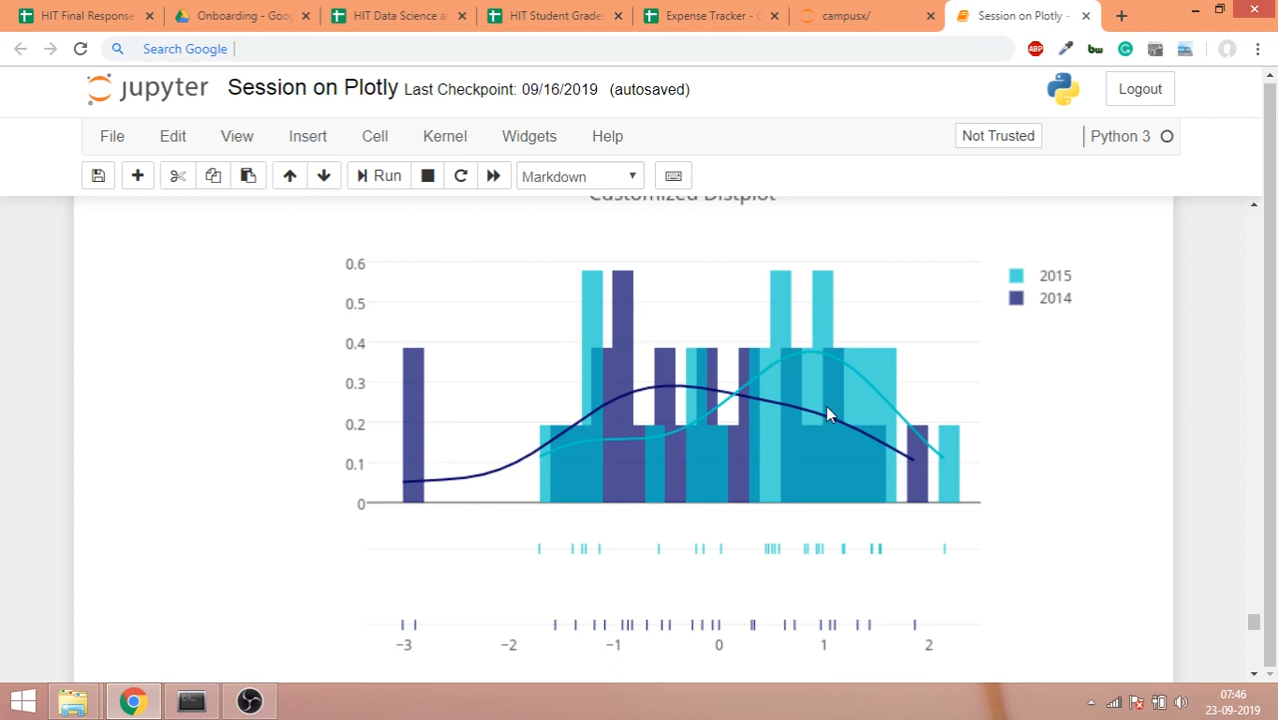 HIT Final Response
Onboarding - Goo
HIT Data Science a
HIT Student Grade
Expense Tracker - G
campusx/
Session on Plotly -
Search Google
ABP
bw
jupyter
Session on Plotly Last Checkpoint: 09/16/2019 (autosaved)
Logout
File Edit View Insert Cell Kernel Widgets Help
Not Trusted
Python 3
Run
Markdown
Customized Distplot
0.6
0.5
0.4
0.3
0.2
0.1
0
2015
2014
−3 −2 −1 0 1 2
07:46
23-09-2019